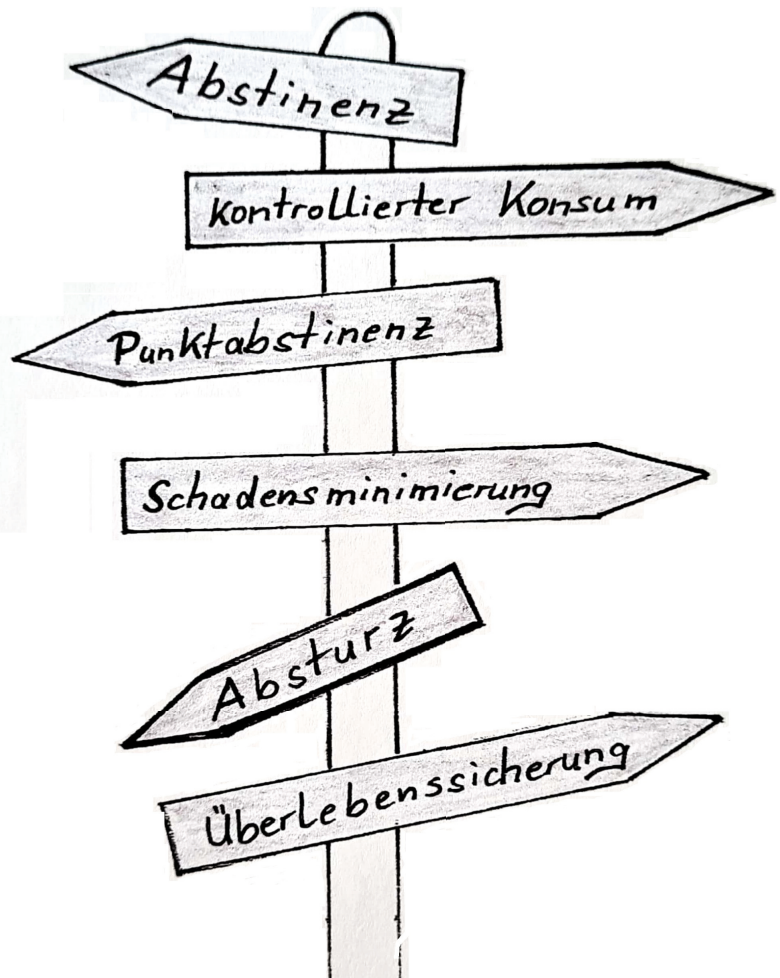 Abstinenz
Kontrollierter Konsum
Punktabstinenz
Schadensminimierung
Absturz
Überlebenssicherung